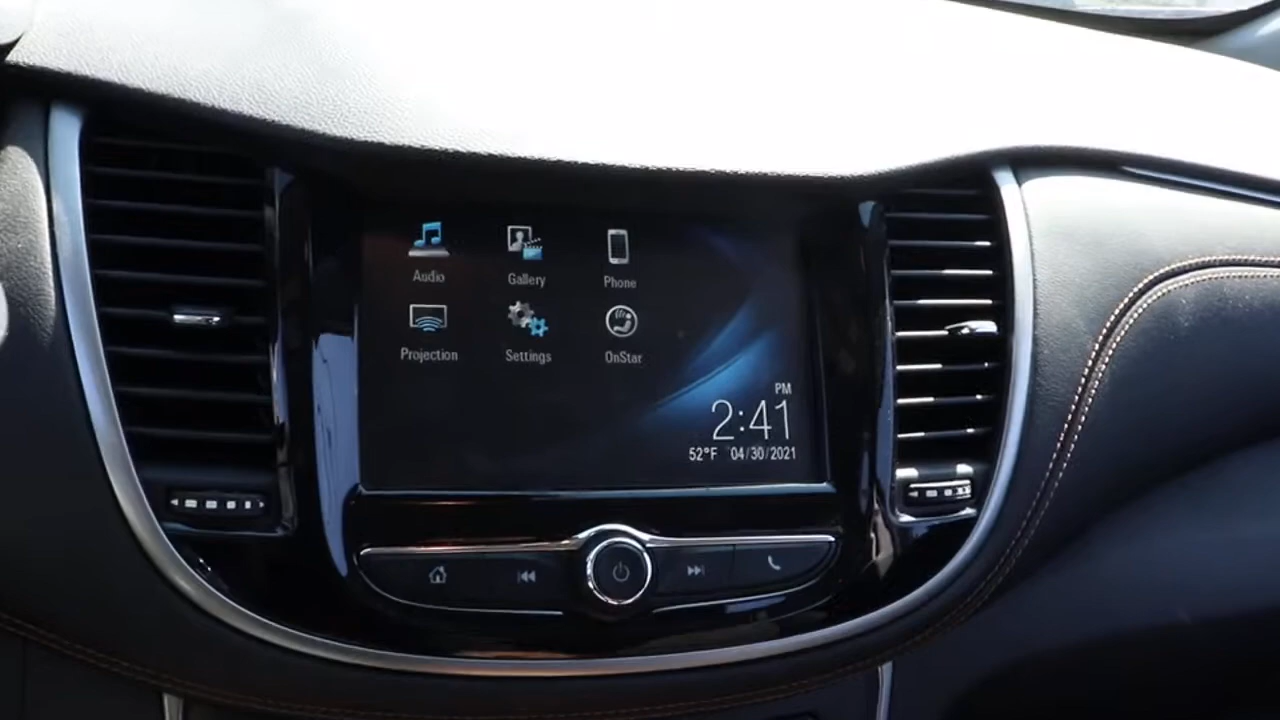 Audio
Gallery
Phone
Projection
Settings
OnStar
PM
2:41
52°F 04/30/2021